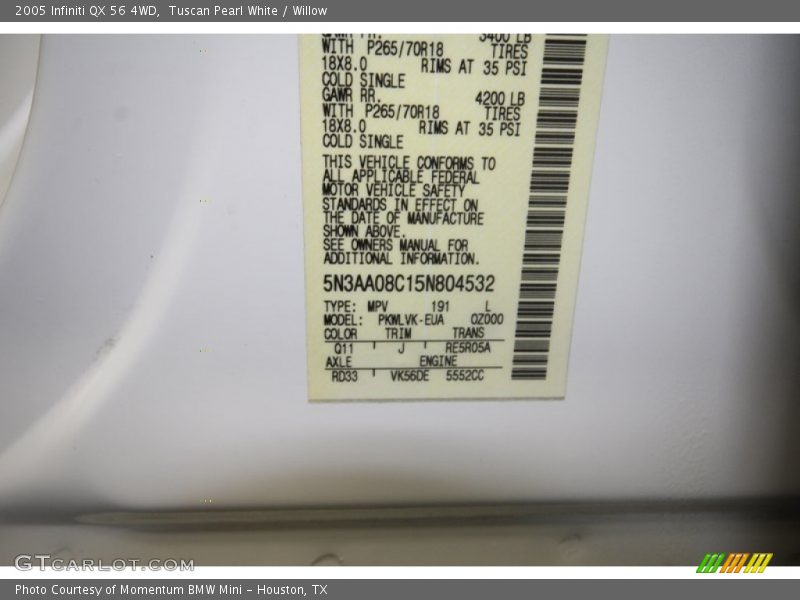 2005 Infiniti QX 56 4WD,  Tuscan Pearl White / Willow
3400 LB
WITH P265/70R18 TIRES
18X8.0 RIMS AT 35 PSI
COLD SINGLE
GAWR RR. 4200 LB
WITH P265/70R18 TIRES
18X8.0 RIMS AT 35 PSI
COLD SINGLE
THIS VEHICLE CONFORMS TO
ALL APPLICABLE FEDERAL
MOTOR VEHICLE SAFETY
STANDARDS IN EFFECT ON
THE DATE OF MANUFACTURE
SHOWN ABOVE.
SEE OWNERS MANUAL FOR
ADDITIONAL INFORMATION.
5N3AA08C15N804532
TYPE: MPV 191 L
MODEL: PKWLVK-EUA OZ000
COLOR TRIM TRANS
Q11 J RE5R05A
AXLE ENGINE
RD33 VK56DE 5552CC
GTCARLOT.COM
Photo Courtesy of Momentum BMW Mini - Houston, TX